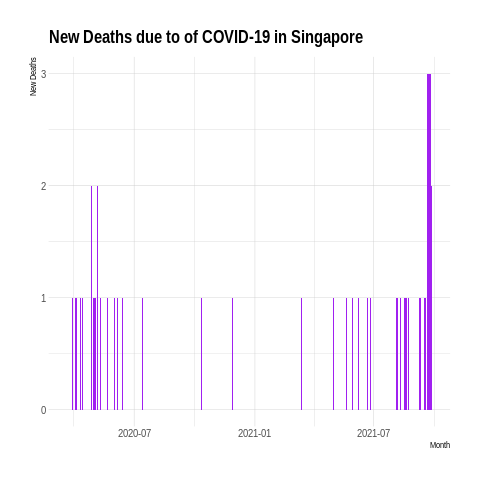 New Deaths due to of COVID-19 in Singapore
New Deaths
3
2
1
0
2020-07
2021-01
2021-07
Month